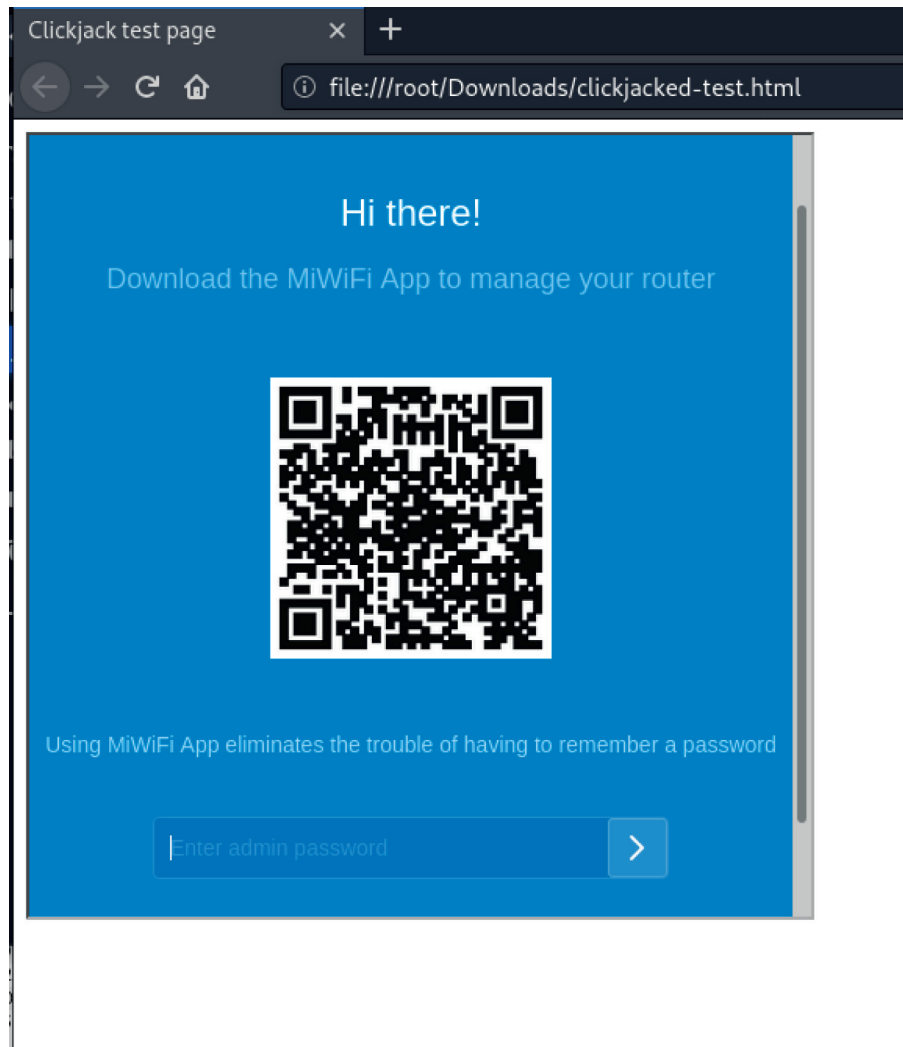 Clickjack test page
file:///root/Downloads/clickjacked-test.html
Hi there!
Download the MiWiFi App to manage your router
Using MiWiFi App eliminates the trouble of having to remember a password
Enter admin password